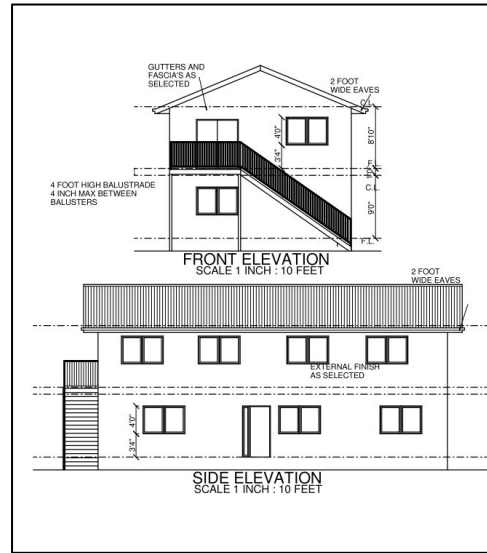 GUTTERS AND
FASCIA'S AS
SELECTED
2 FOOT
WIDE EAVES
C.L.
4'0"
3'4"
8'10"
F.L.
C.L.
9'0"
F.L.
4 FOOT HIGH BALUSTRADE
4 INCH MAX BETWEEN
BALUSTERS
FRONT ELEVATION
SCALE 1 INCH : 10 FEET
2 FOOT
WIDE EAVES
EXTERNAL FINISH
AS SELECTED
4'0"
3'4"
SIDE ELEVATION
SCALE 1 INCH : 10 FEET